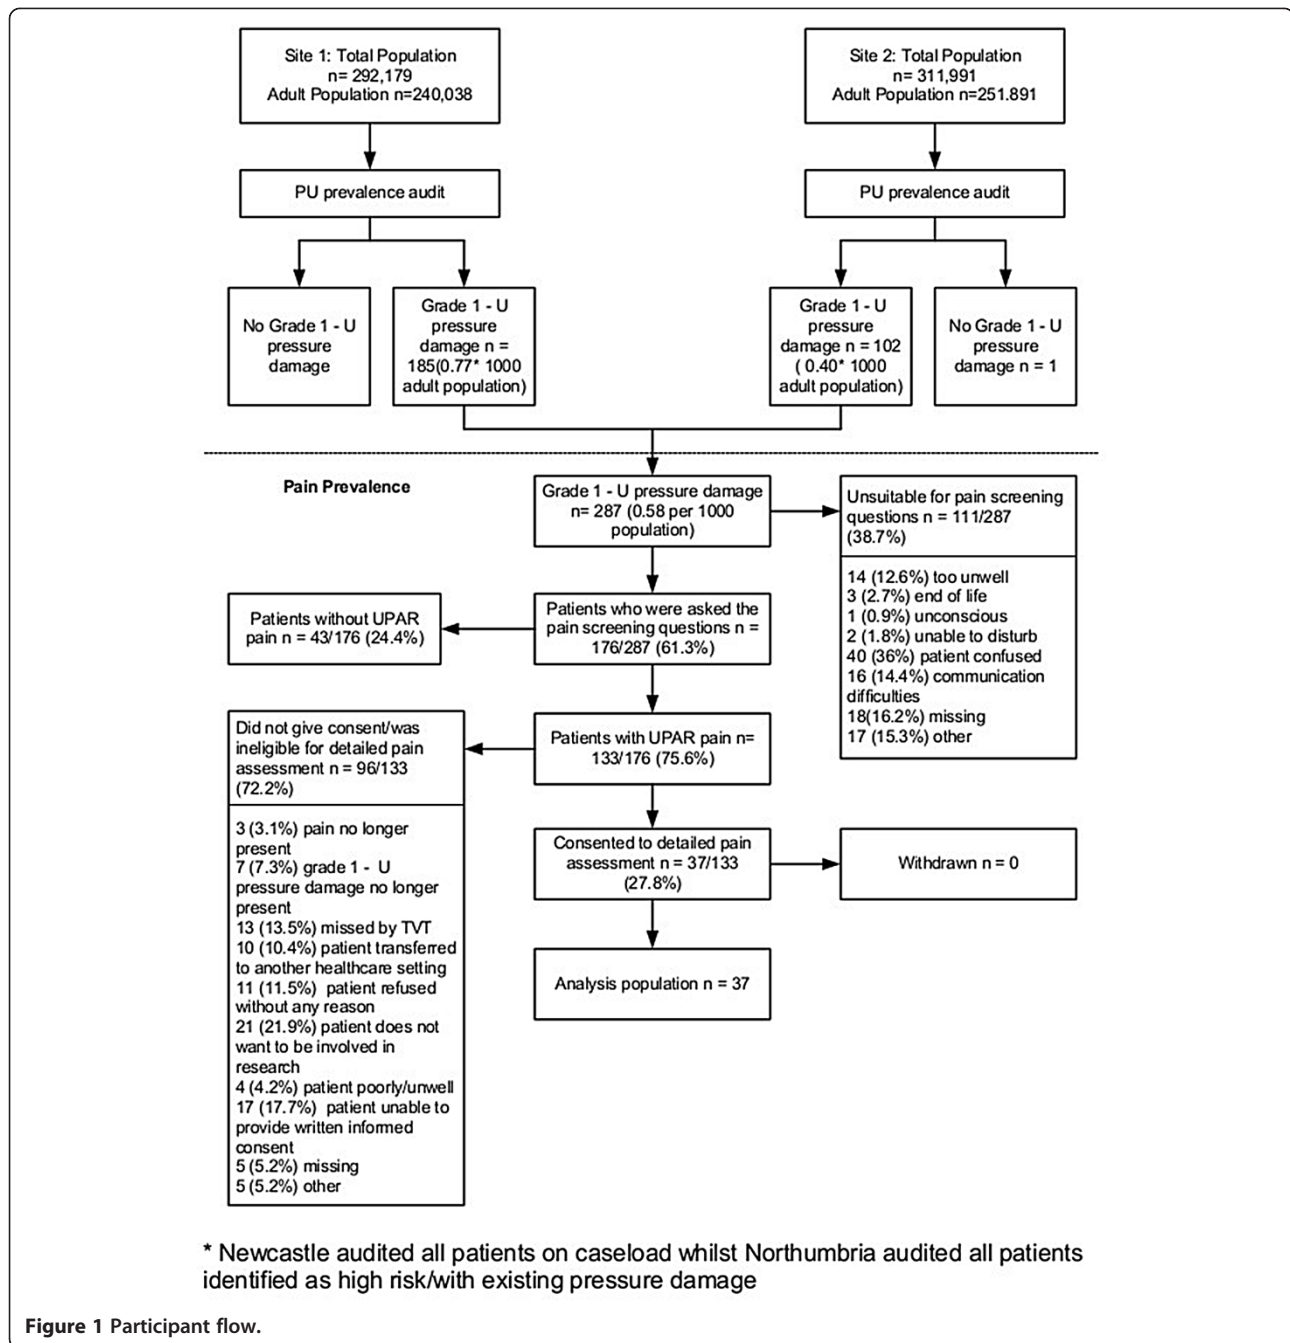 Site 1: Total Population
n= 292,179
Adult Population n=240,038
Site 2: Total Population
n= 311,991
Adult Population n=251.891
PU prevalence audit
PU prevalence audit
No Grade 1 - U
pressure
damage
Grade 1 - U
pressure
damage n =
185(0.77* 1000
adult population)
Grade 1 - U
pressure
damage n = 102
( 0.40* 1000
adult population)
No Grade 1 - U
pressure
damage n = 1
Pain Prevalence
Grade 1 - U pressure damage
n= 287 (0.58 per 1000
population)
Unsuitable for pain screening
questions n = 111/287
(38.7%)
14 (12.6%) too unwell
3 (2.7%) end of life
1 (0.9%) unconscious
2 (1.8%) unable to disturb
40 (36%) patient confused
16 (14.4%) communication
difficulties
18(16.2%) missing
17 (15.3%) other
Patients without UPAR
pain n = 43/176 (24.4%)
Patients who were asked the
pain screening questions n =
176/287 (61.3%)
Did not give consent/was
ineligible for detailed pain
assessment n = 96/133
(72.2%)
3 (3.1%) pain no longer
present
7 (7.3%) grade 1 - U
pressure damage no longer
present
13 (13.5%) missed by TVT
10 (10.4%) patient transferred
to another healthcare setting
11 (11.5%) patient refused
without any reason
21 (21.9%) patient does not
want to be involved in
research
4 (4.2%) patient poorly/unwell
17 (17.7%) patient unable to
provide written informed
consent
5 (5.2%) missing
5 (5.2%) other
Patients with UPAR pain n=
133/176 (75.6%)
Consented to detailed pain
assessment n = 37/133
(27.8%)
Withdrawn n = 0
Analysis population n = 37
* Newcastle audited all patients on caseload whilst Northumbria audited all patients
identified as high risk/with existing pressure damage
Figure 1 Participant flow.